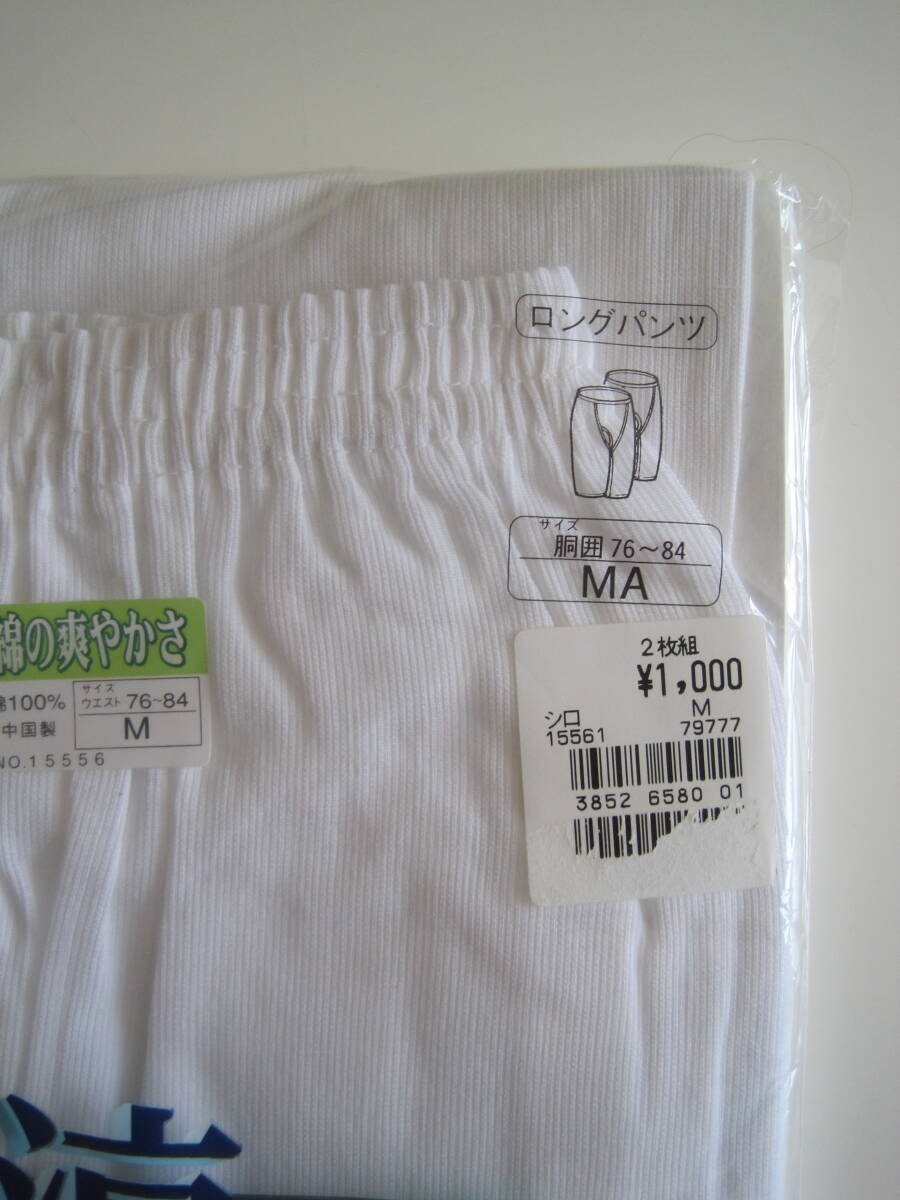 ロングパンツ
サイズ
胴囲 76～84
MA
2枚組
¥1,000
シロ M
15561 79777
3852 6580 01
綿の爽やかさ
綿100%
中国製
サイズ
ウエスト 76~84
M
NO.15556
涼